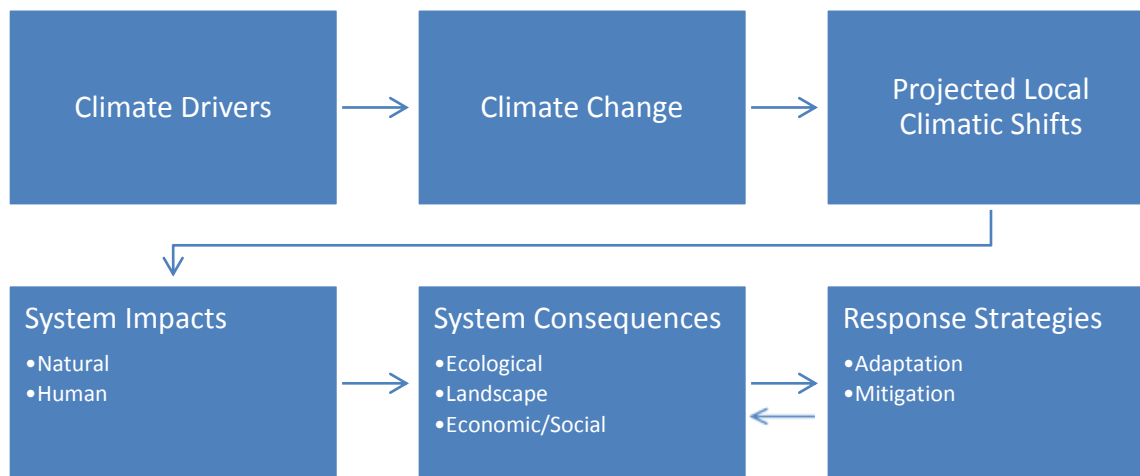 Climate Drivers
Climate Change
Projected Local
Climatic Shifts
System Impacts
•Natural
•Human
System Consequences
•Ecological
•Landscape
•Economic/Social
Response Strategies
•Adaptation
•Mitigation